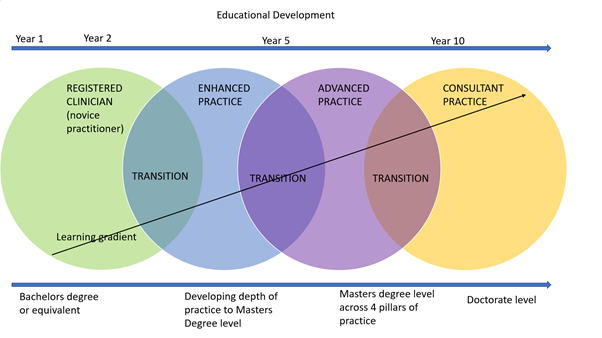 Educational Development
Year 1
Year 2
Year 5
Year 10
REGISTERED
CLINICIAN
(novice
practitioner)
ENHANCED
PRACTICE
ADVANCED
PRACTICE
CONSULTANT
PRACTICE
TRANSITION
TRANSITION
TRANSITION
Learning gradient
Bachelors degree
or equivalent
Developing depth of
practice to Masters
Degree level
Masters degree level
across 4 pillars of
practice
Doctorate level